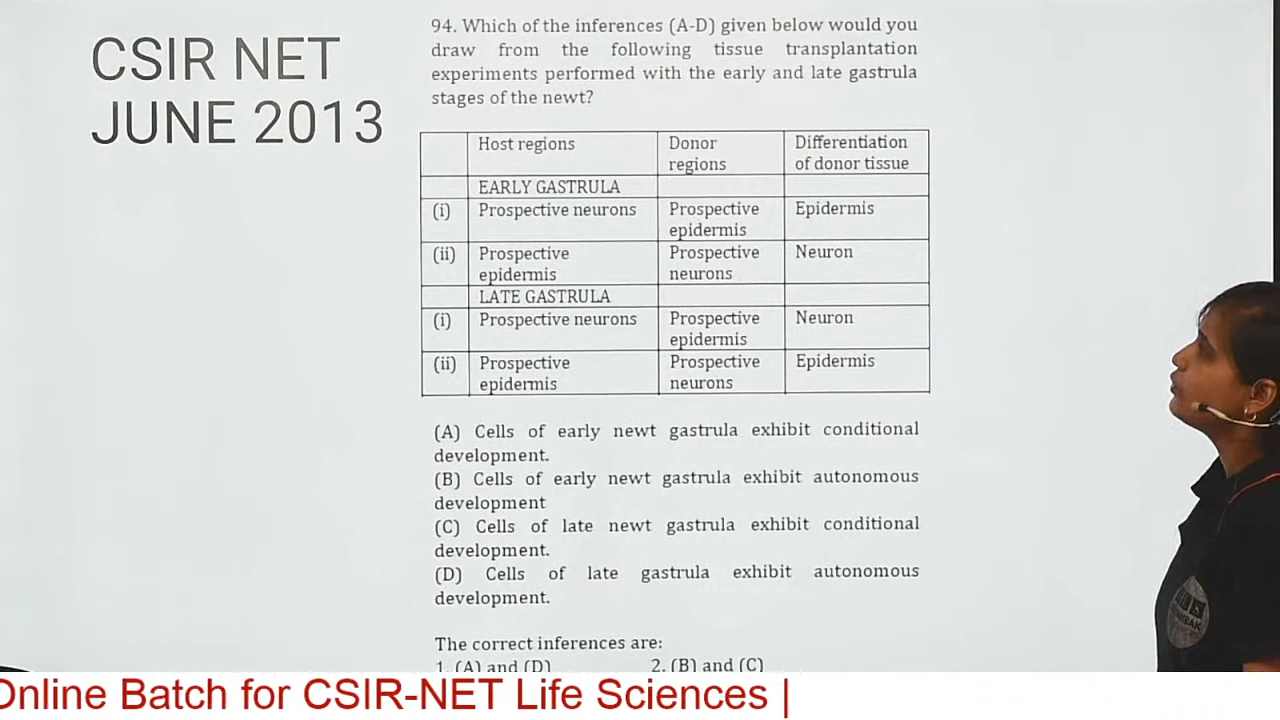 CSIR NET
JUNE 2013
94. Which of the inferences (A-D) given below would you
draw from the following tissue transplantation
experiments performed with the early and late gastrula
stages of the newt?
Host regions Donor regions Differentiation of donor tissue
EARLY GASTRULA
(i) Prospective neurons Prospective epidermis Epidermis
(ii) Prospective epidermis Prospective neurons Neuron
LATE GASTRULA
(i) Prospective neurons Prospective epidermis Neuron
(ii) Prospective epidermis Prospective neurons Epidermis
(A) Cells of early newt gastrula exhibit conditional
development.
(B) Cells of early newt gastrula exhibit autonomous
development
(C) Cells of late newt gastrula exhibit conditional
development.
(D) Cells of late gastrula exhibit autonomous
development.
The correct inferences are:
1. (A) and (D) 2. (B) and (C)
Online Batch for CSIR-NET Life Sciences |